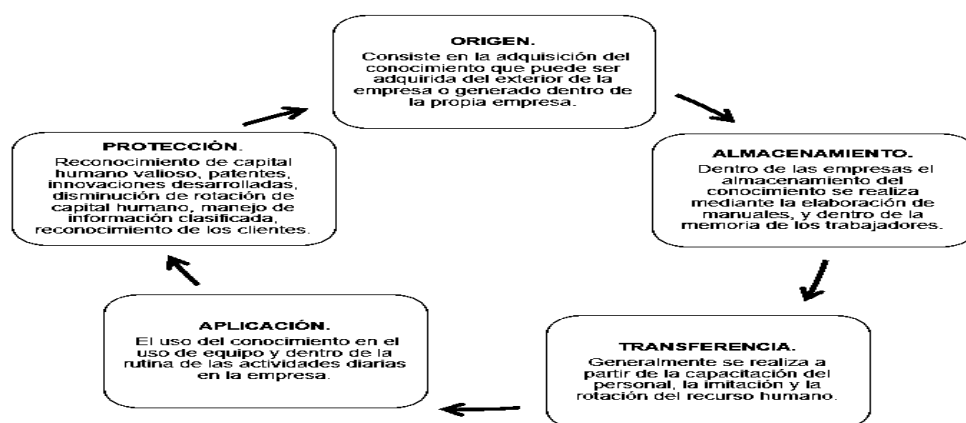 ORIGEN.
Consiste en la adquisición del
conocimiento que puede ser
adquirida del exterior de la
empresa o generado dentro de
la propia empresa.
ALMACENAMIENTO.
Dentro de las empresas el
almacenamiento del
conocimiento se realiza
mediante la elaboración de
manuales, y dentro de la
memoria de los trabajadores.
TRANSFERENCIA.
Generalmente se realiza a
partir de la capacitación del
personal, la imitación y la
rotación del recurso humano.
APLICACIÓN.
El uso del conocimiento en el
uso de equipo y dentro de la
rutina de las actividades diarias
en la empresa.
PROTECCIÓN.
Reconocimiento de capital
humano valioso, patentes,
innovaciones desarrolladas,
disminución de rotación de
capital humano, manejo de
información clasificada,
reconocimiento de los clientes.